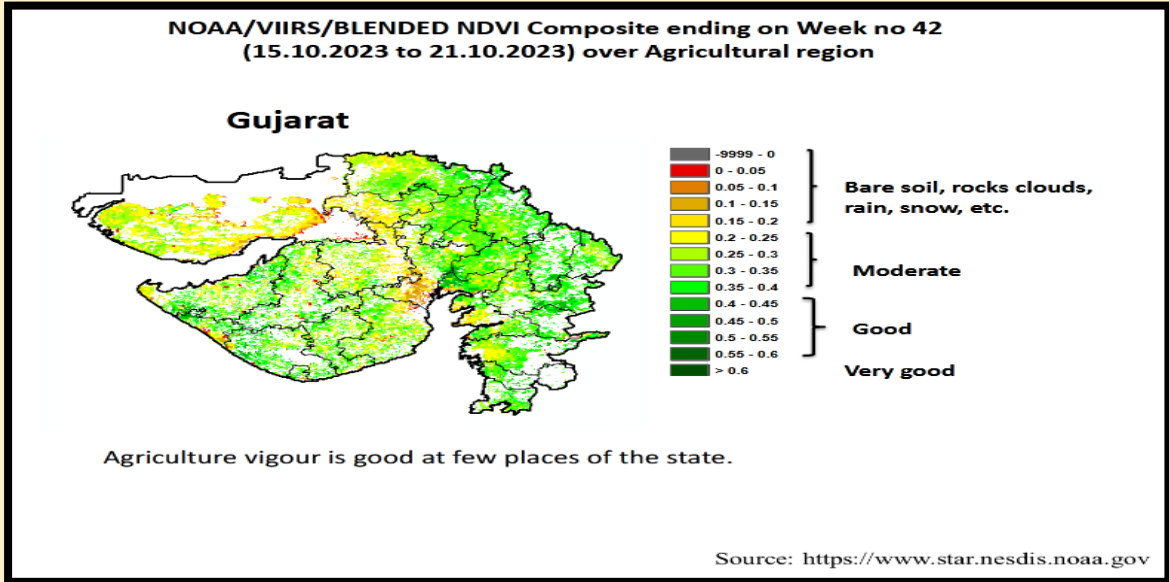 NOAA/VIIRS/BLENDED NDVI Composite ending on Week no 42
(15.10.2023 to 21.10.2023) over Agricultural region
Gujarat
-9999 - 0
0 - 0.05
0.05 - 0.1
0.1 - 0.15
0.15 - 0.2
0.2 - 0.25
0.25 - 0.3
0.3 - 0.35
0.35 - 0.4
0.4 - 0.45
0.45 - 0.5
0.5 - 0.55
0.55 - 0.6
> 0.6
Bare soil, rocks clouds,
rain, snow, etc.
Moderate
Good
Very good
Agriculture vigour is good at few places of the state.
Source: https://www.star.nesdis.noaa.gov